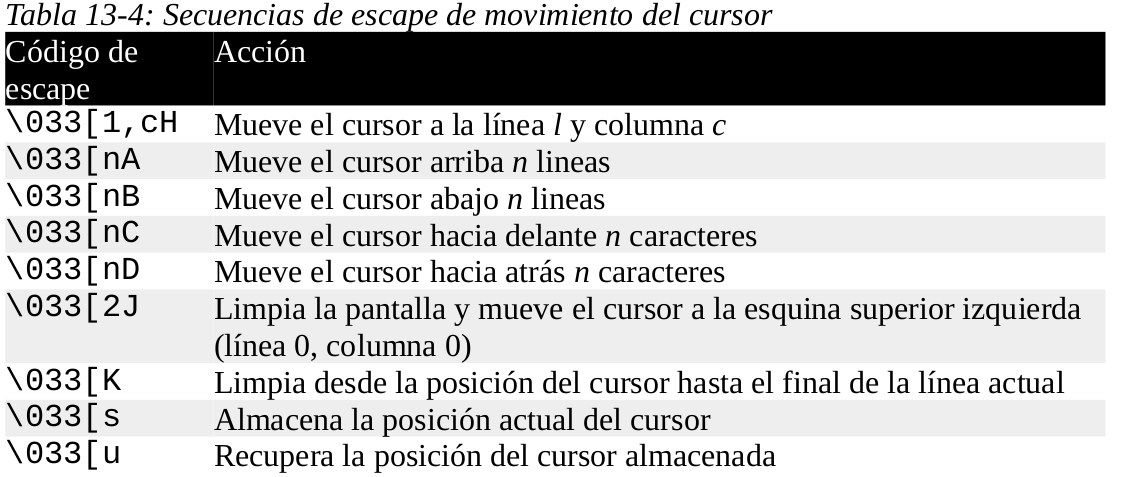 Tabla 13-4: Secuencias de escape de movimiento del cursor
Código de escape Acción
\033[1,cH Mueve el cursor a la línea l y columna c
\033[nA Mueve el cursor arriba n lineas
\033[nB Mueve el cursor abajo n lineas
\033[nC Mueve el cursor hacia delante n caracteres
\033[nD Mueve el cursor hacia atrás n caracteres
\033[2J Limpia la pantalla y mueve el cursor a la esquina superior izquierda
(línea 0, columna 0)
\033[K Limpia desde la posición del cursor hasta el final de la línea actual
\033[s Almacena la posición actual del cursor
\033[u Recupera la posición del cursor almacenada